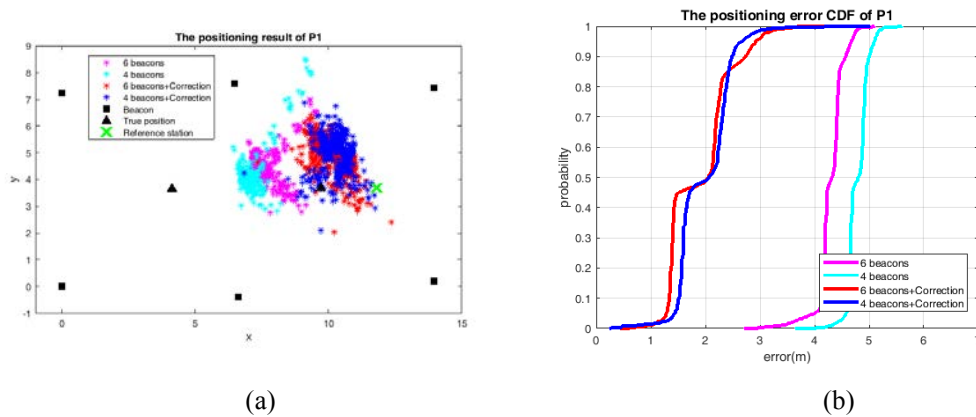 (a)
The positioning result of P1
9
8
7
6
5
4
3
2
1
0
-1
y
6 beacons
4 beacons
6 beacons+Correction
4 beacons+Correction
Beacon
True position
Reference station
0 5 10 15
x
(b)
The positioning error CDF of P1
1
0.9
0.8
0.7
0.6
0.5
0.4
0.3
0.2
0.1
0
probability
6 beacons
4 beacons
6 beacons+Correction
4 beacons+Correction
0 1 2 3 4 5 6 7
error(m)